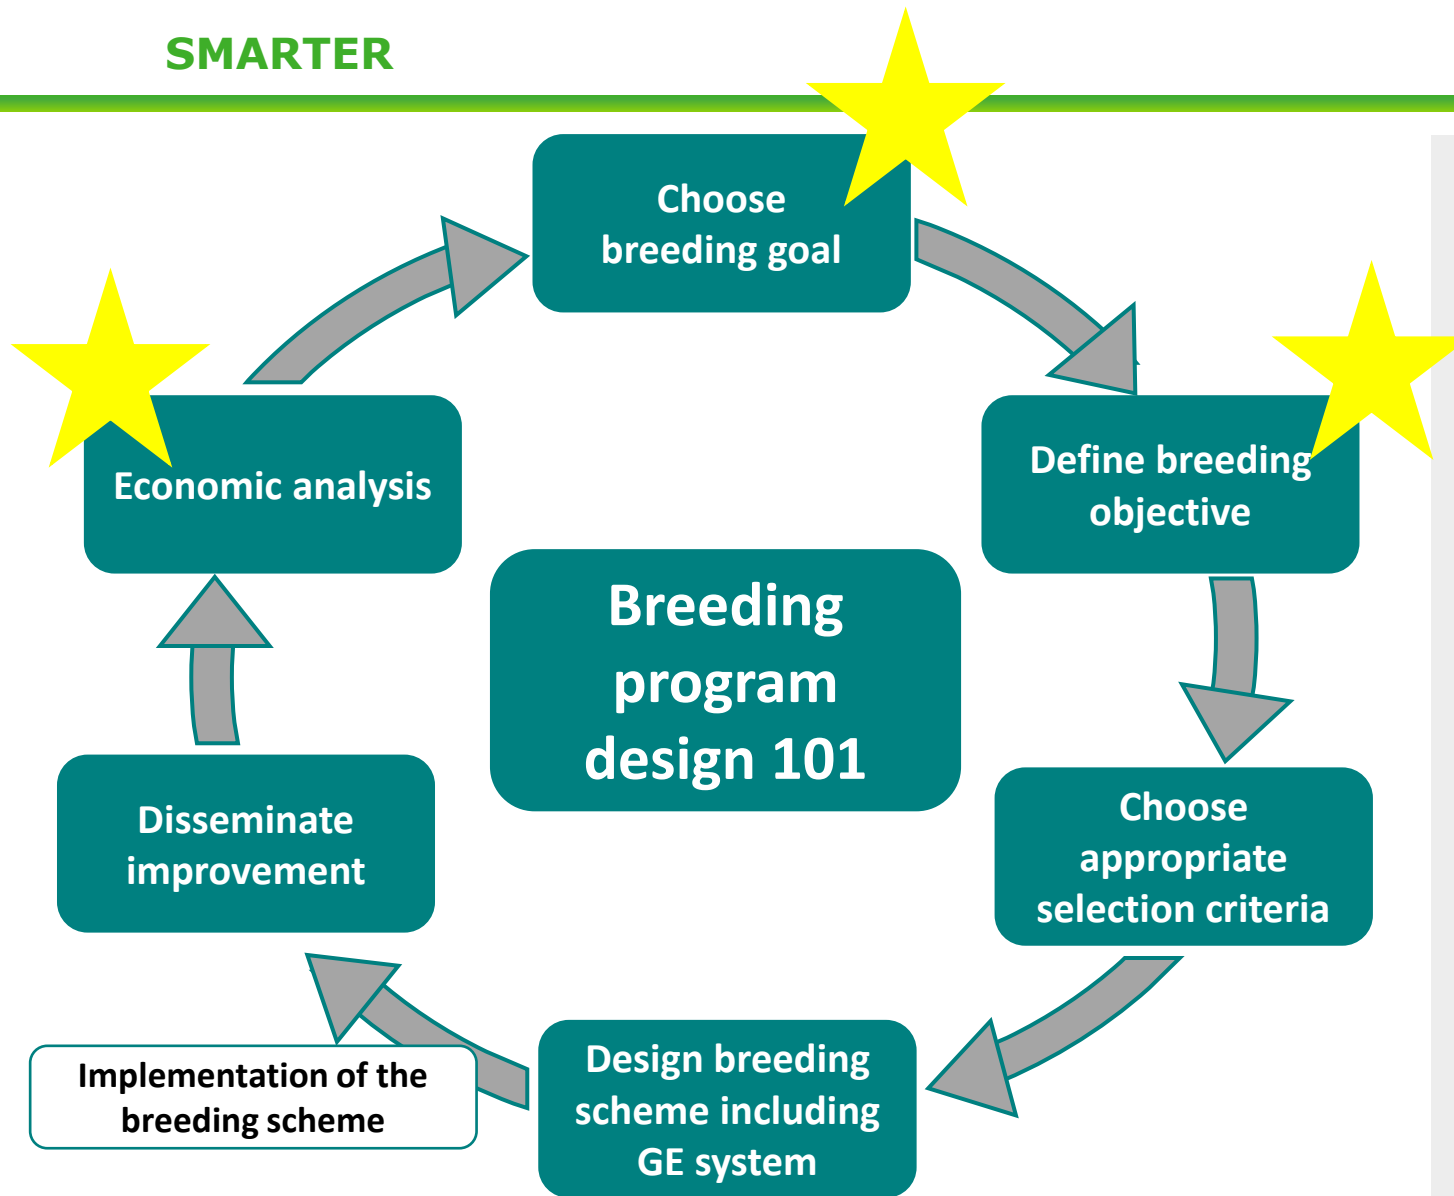 SMARTER
Choose
breeding goal
Define breeding
objective
Choose
appropriate
selection criteria
Design breeding
scheme including
GE system
Implementation of the
breeding scheme
Disseminate
improvement
Economic analysis
Breeding
program
design 101